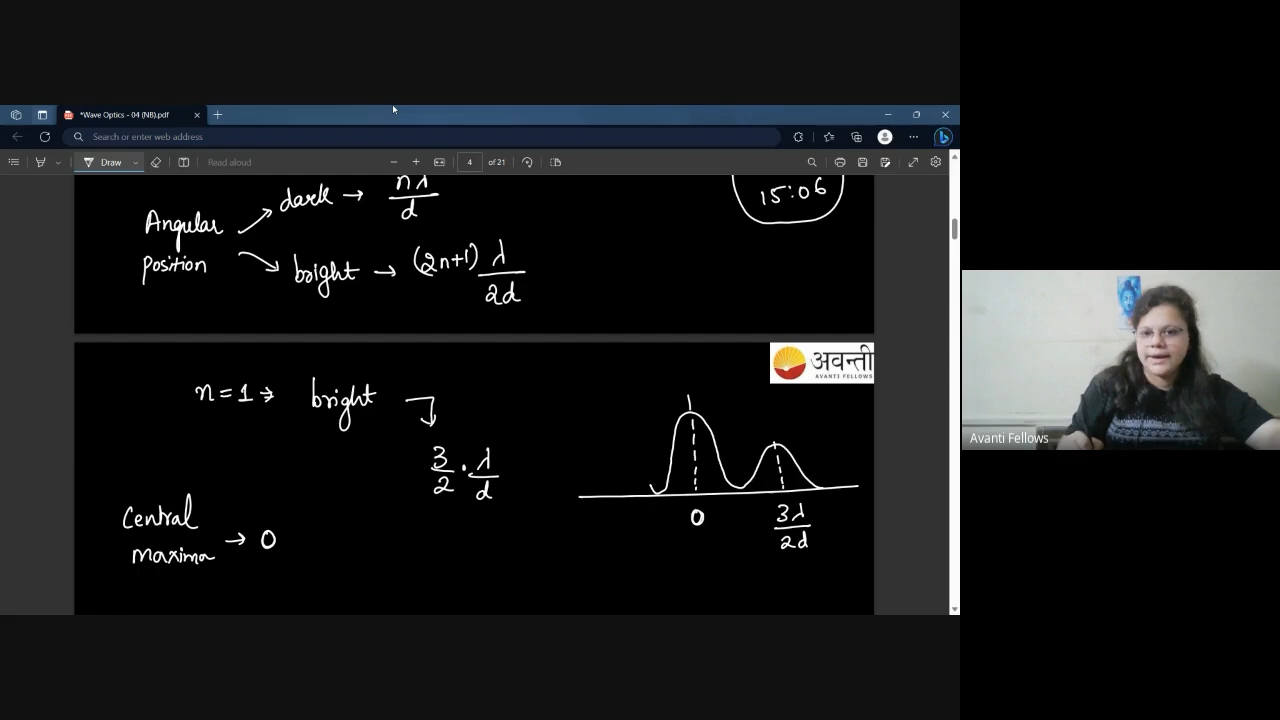 *Wave Optics - 04 (NB).pdf
Search or enter web address
Draw
Read aloud
4 of 21
dark → nλ/d
15:06
Angular position
bright → (2n+1) λ/2d
अवन्ती
AVANTI FELLOWS
n = 1 → bright
3/2 · λ/d
Central maxima → 0
0
3λ/2d
Avanti Fellows